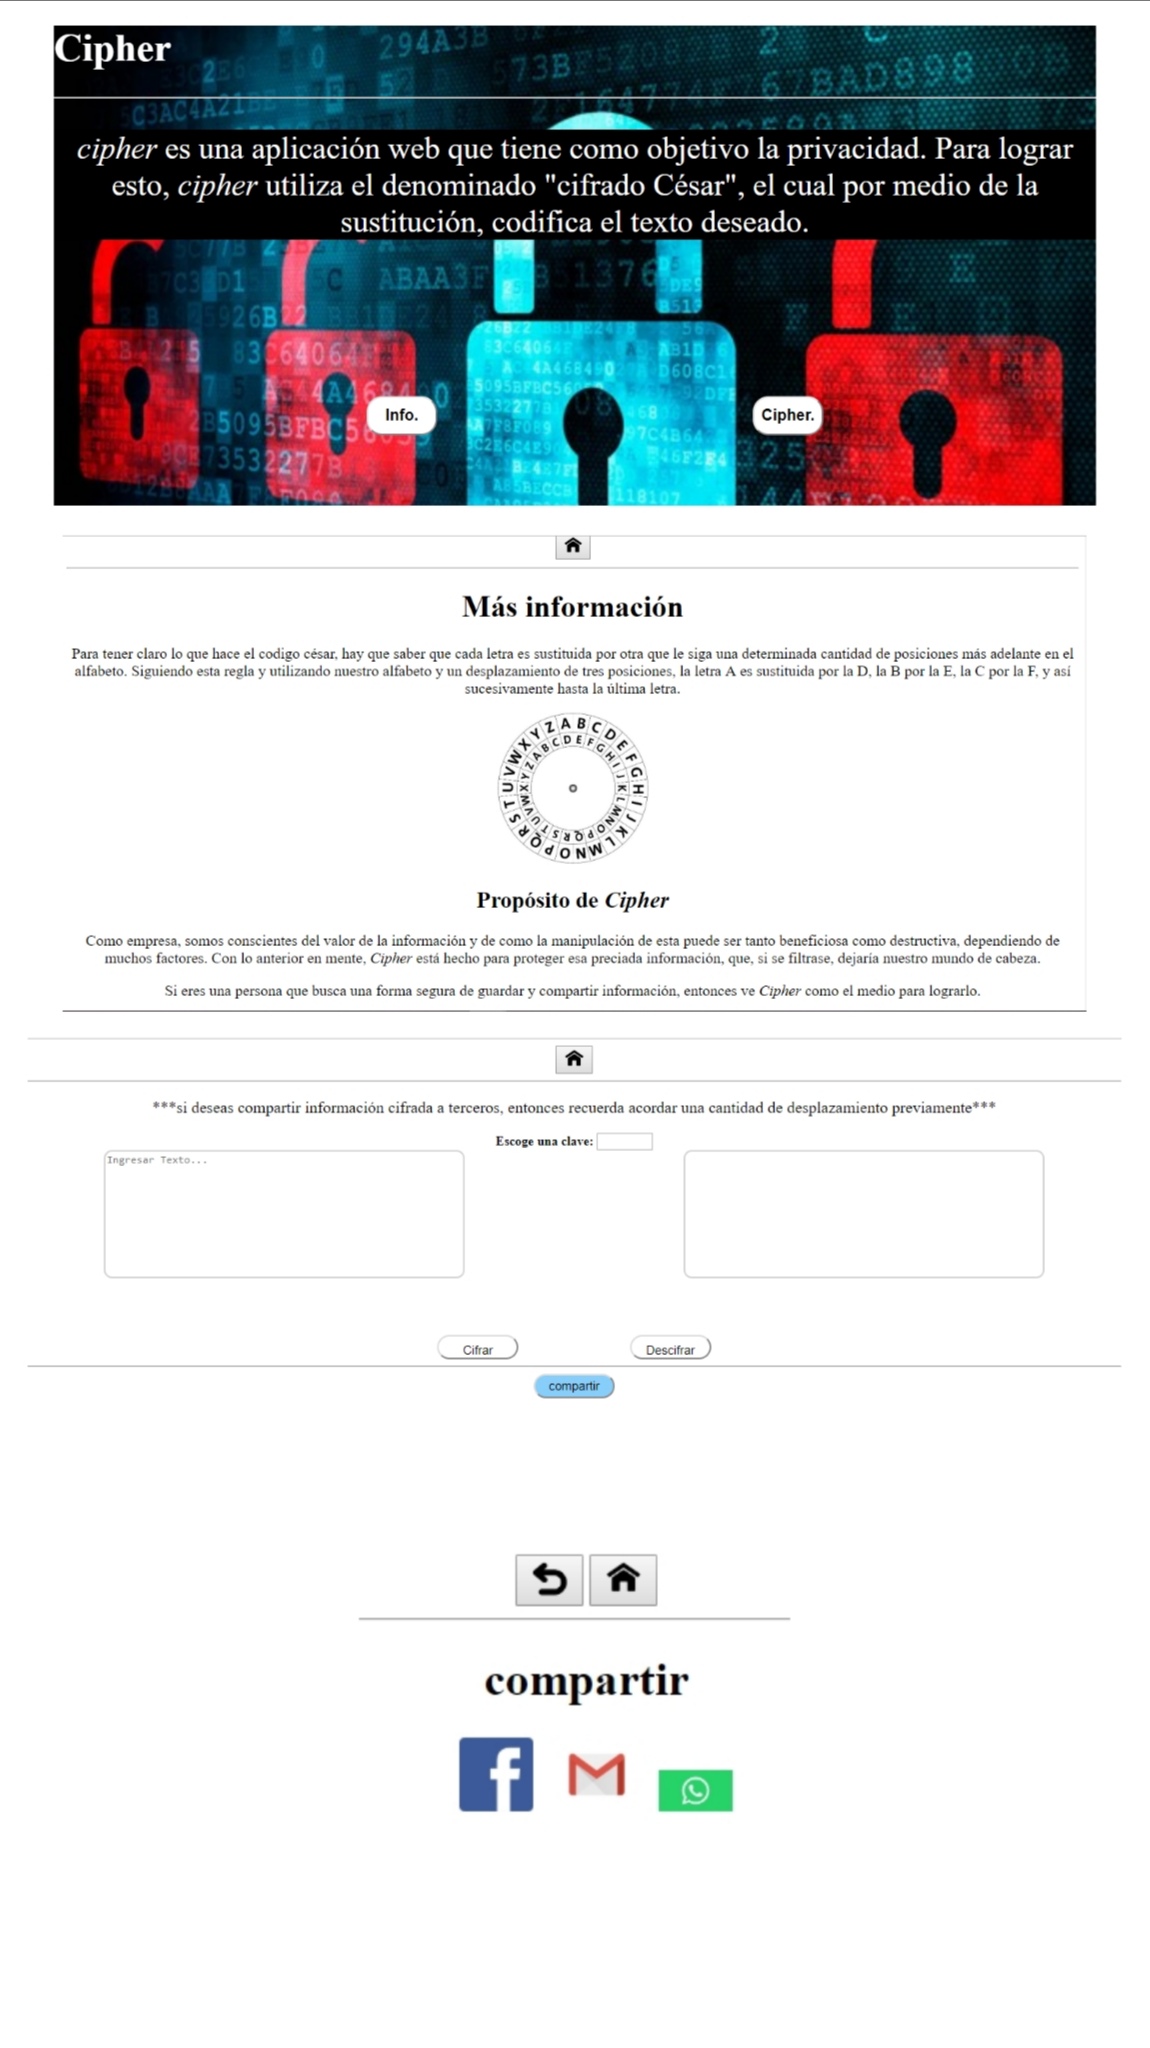 Cipher
cipher es una aplicación web que tiene como objetivo la privacidad. Para lograr
esto, cipher utiliza el denominado "cifrado César", el cual por medio de la
sustitución, codifica el texto deseado.
Info.
Cipher.
Más información
Para tener claro lo que hace el codigo césar, hay que saber que cada letra es sustituida por otra que le siga una determinada cantidad de posiciones más adelante en el
alfabeto. Siguiendo esta regla y utilizando nuestro alfabeto y un desplazamiento de tres posiciones, la letra A es sustituida por la D, la B por la E, la C por la F, y así
sucesivamente hasta la última letra.
A B C D E F G H I J K L M N O P Q R S T U V W X Y Z
A B C D E F G H I J K L M N O P Q R S T U V W X Y Z
Propósito de Cipher
Como empresa, somos conscientes del valor de la información y de como la manipulación de esta puede ser tanto beneficiosa como destructiva, dependiendo de
muchos factores. Con lo anterior en mente, Cipher está hecho para proteger esa preciada información, que, si se filtrase, dejaría nuestro mundo de cabeza.
Si eres una persona que busca una forma segura de guardar y compartir información, entonces ve Cipher como el medio para lograrlo.
***si deseas compartir información cifrada a terceros, entonces recuerda acordar una cantidad de desplazamiento previamente***
Escoge una clave:
Ingresar Texto...
Cifrar
Descifrar
compartir
compartir